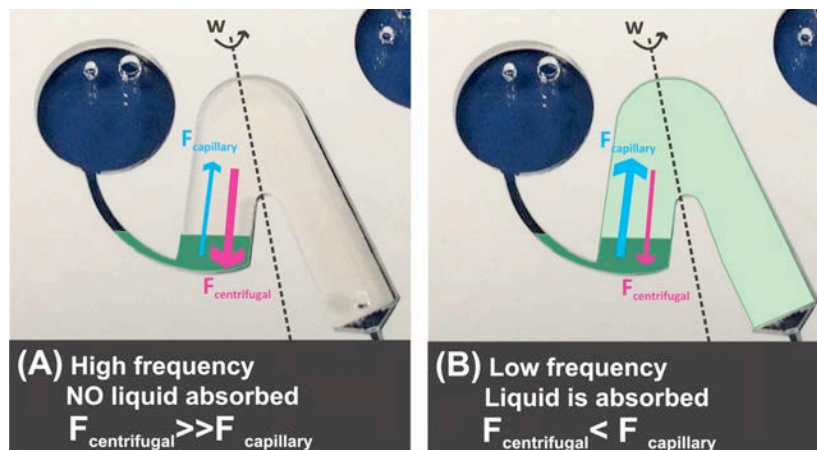 W
F capillary
F centrifugal
(A) High frequency
NO liquid absorbed
F centrifugal >> F capillary
W
F capillary
F centrifugal
(B) Low frequency
Liquid is absorbed
F centrifugal < F capillary